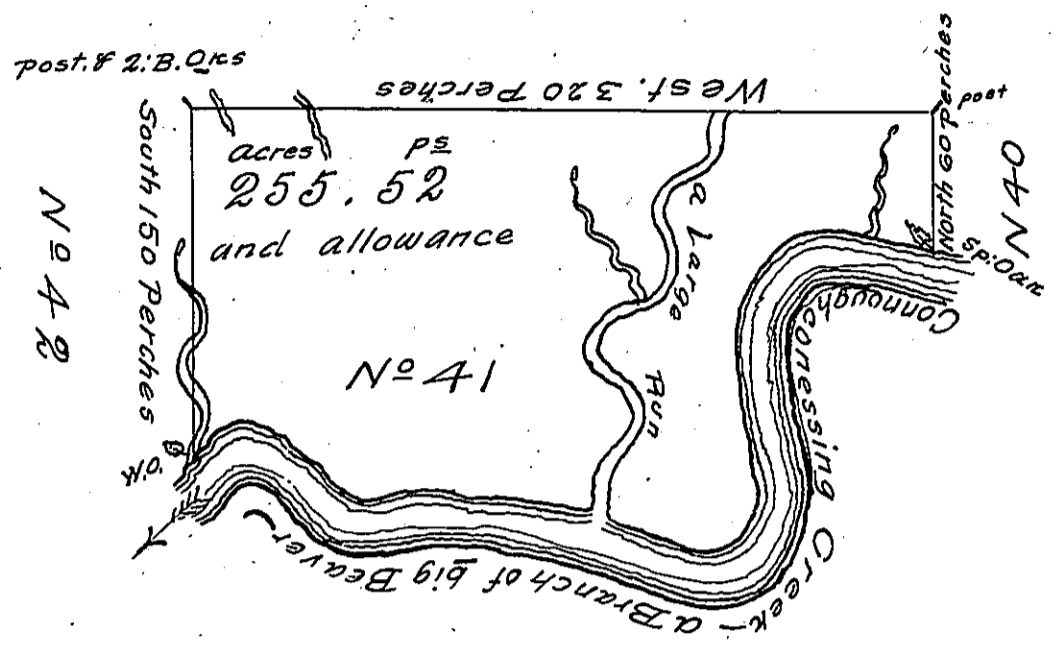 post. & 2: B. Oks
West. 320 Perches
North 60 Perches
post
Nº 40
Sp: Oak
South 150 Perches
Nº 42
acres ps
255. 52
and allowance
a Large Run
Nº 41
W.O.
Connoughconessing Creek - a Branch of big Beaver